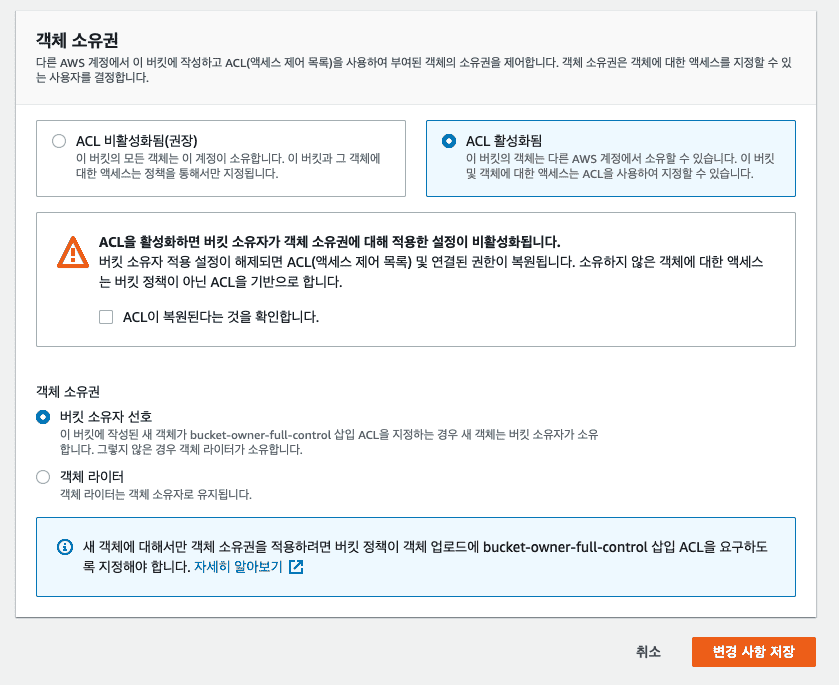 객체 소유권
다른 AWS 계정에서 이 버킷에 작성하고 ACL(액세스 제어 목록)을 사용하여 부여된 객체의 소유권을 제어합니다. 객체 소유권은 객체에 대한 액세스를 지정할 수 있
는 사용자를 결정합니다.
ACL 비활성화됨(권장)
이 버킷의 모든 객체는 이 계정이 소유합니다. 이 버킷과 그 객체에
대한 액세스는 정책을 통해서만 지정됩니다.
ACL 활성화됨
이 버킷의 객체는 다른 AWS 계정에서 소유할 수 있습니다. 이 버킷
및 객체에 대한 액세스는 ACL을 사용하여 지정할 수 있습니다.
ACL을 활성화하면 버킷 소유자가 객체 소유권에 대해 적용한 설정이 비활성화됩니다.
버킷 소유자 적용 설정이 해제되면 ACL(액세스 제어 목록) 및 연결된 권한이 복원됩니다. 소유하지 않은 객체에 대한 액세스
는 버킷 정책이 아닌 ACL을 기반으로 합니다.
ACL이 복원된다는 것을 확인합니다.
객체 소유권
버킷 소유자 선호
이 버킷에 작성된 새 객체가 bucket-owner-full-control 삽입 ACL을 지정하는 경우 새 객체는 버킷 소유자가 소유
합니다. 그렇지 않은 경우 객체 라이터가 소유합니다.
객체 라이터
객체 라이터는 객체 소유자로 유지됩니다.
새 객체에 대해서만 객체 소유권을 적용하려면 버킷 정책이 객체 업로드에 bucket-owner-full-control 삽입 ACL을 요구하도
록 지정해야 합니다. 자세히 알아보기
취소
변경 사항 저장